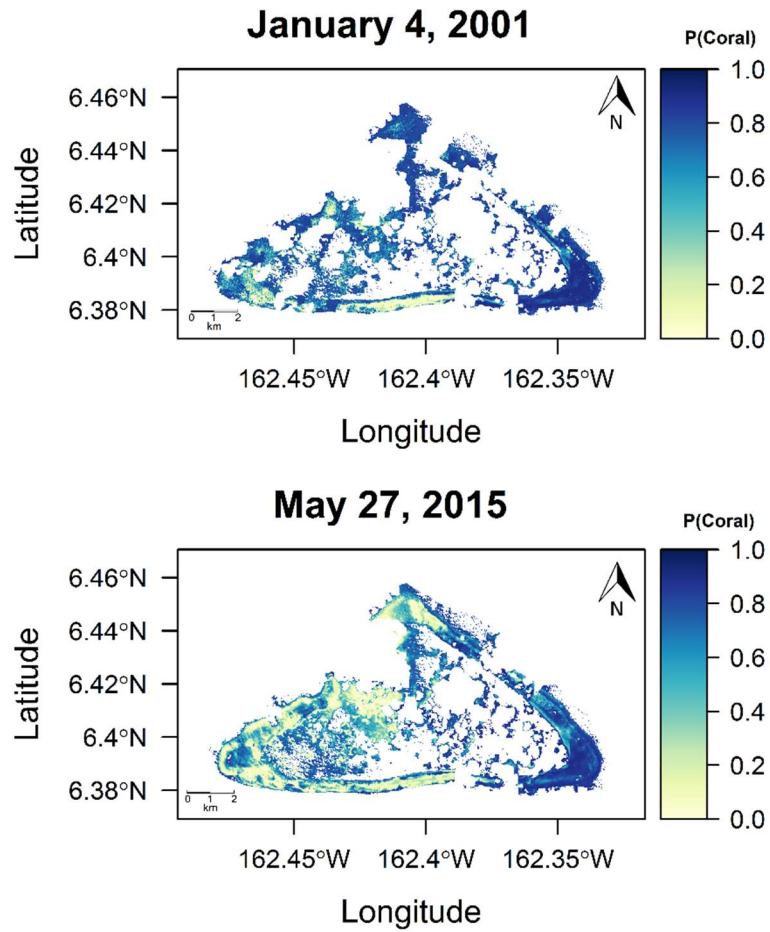 January 4, 2001
P(Coral)
1.0
0.8
0.6
0.4
0.2
0.0
N
Latitude
6.46°N
6.44°N
6.42°N
6.4°N
6.38°N
0 1 2
km
162.45°W 162.4°W 162.35°W
Longitude
May 27, 2015
P(Coral)
1.0
0.8
0.6
0.4
0.2
0.0
N
Latitude
6.46°N
6.44°N
6.42°N
6.4°N
6.38°N
0 1 2
km
162.45°W 162.4°W 162.35°W
Longitude